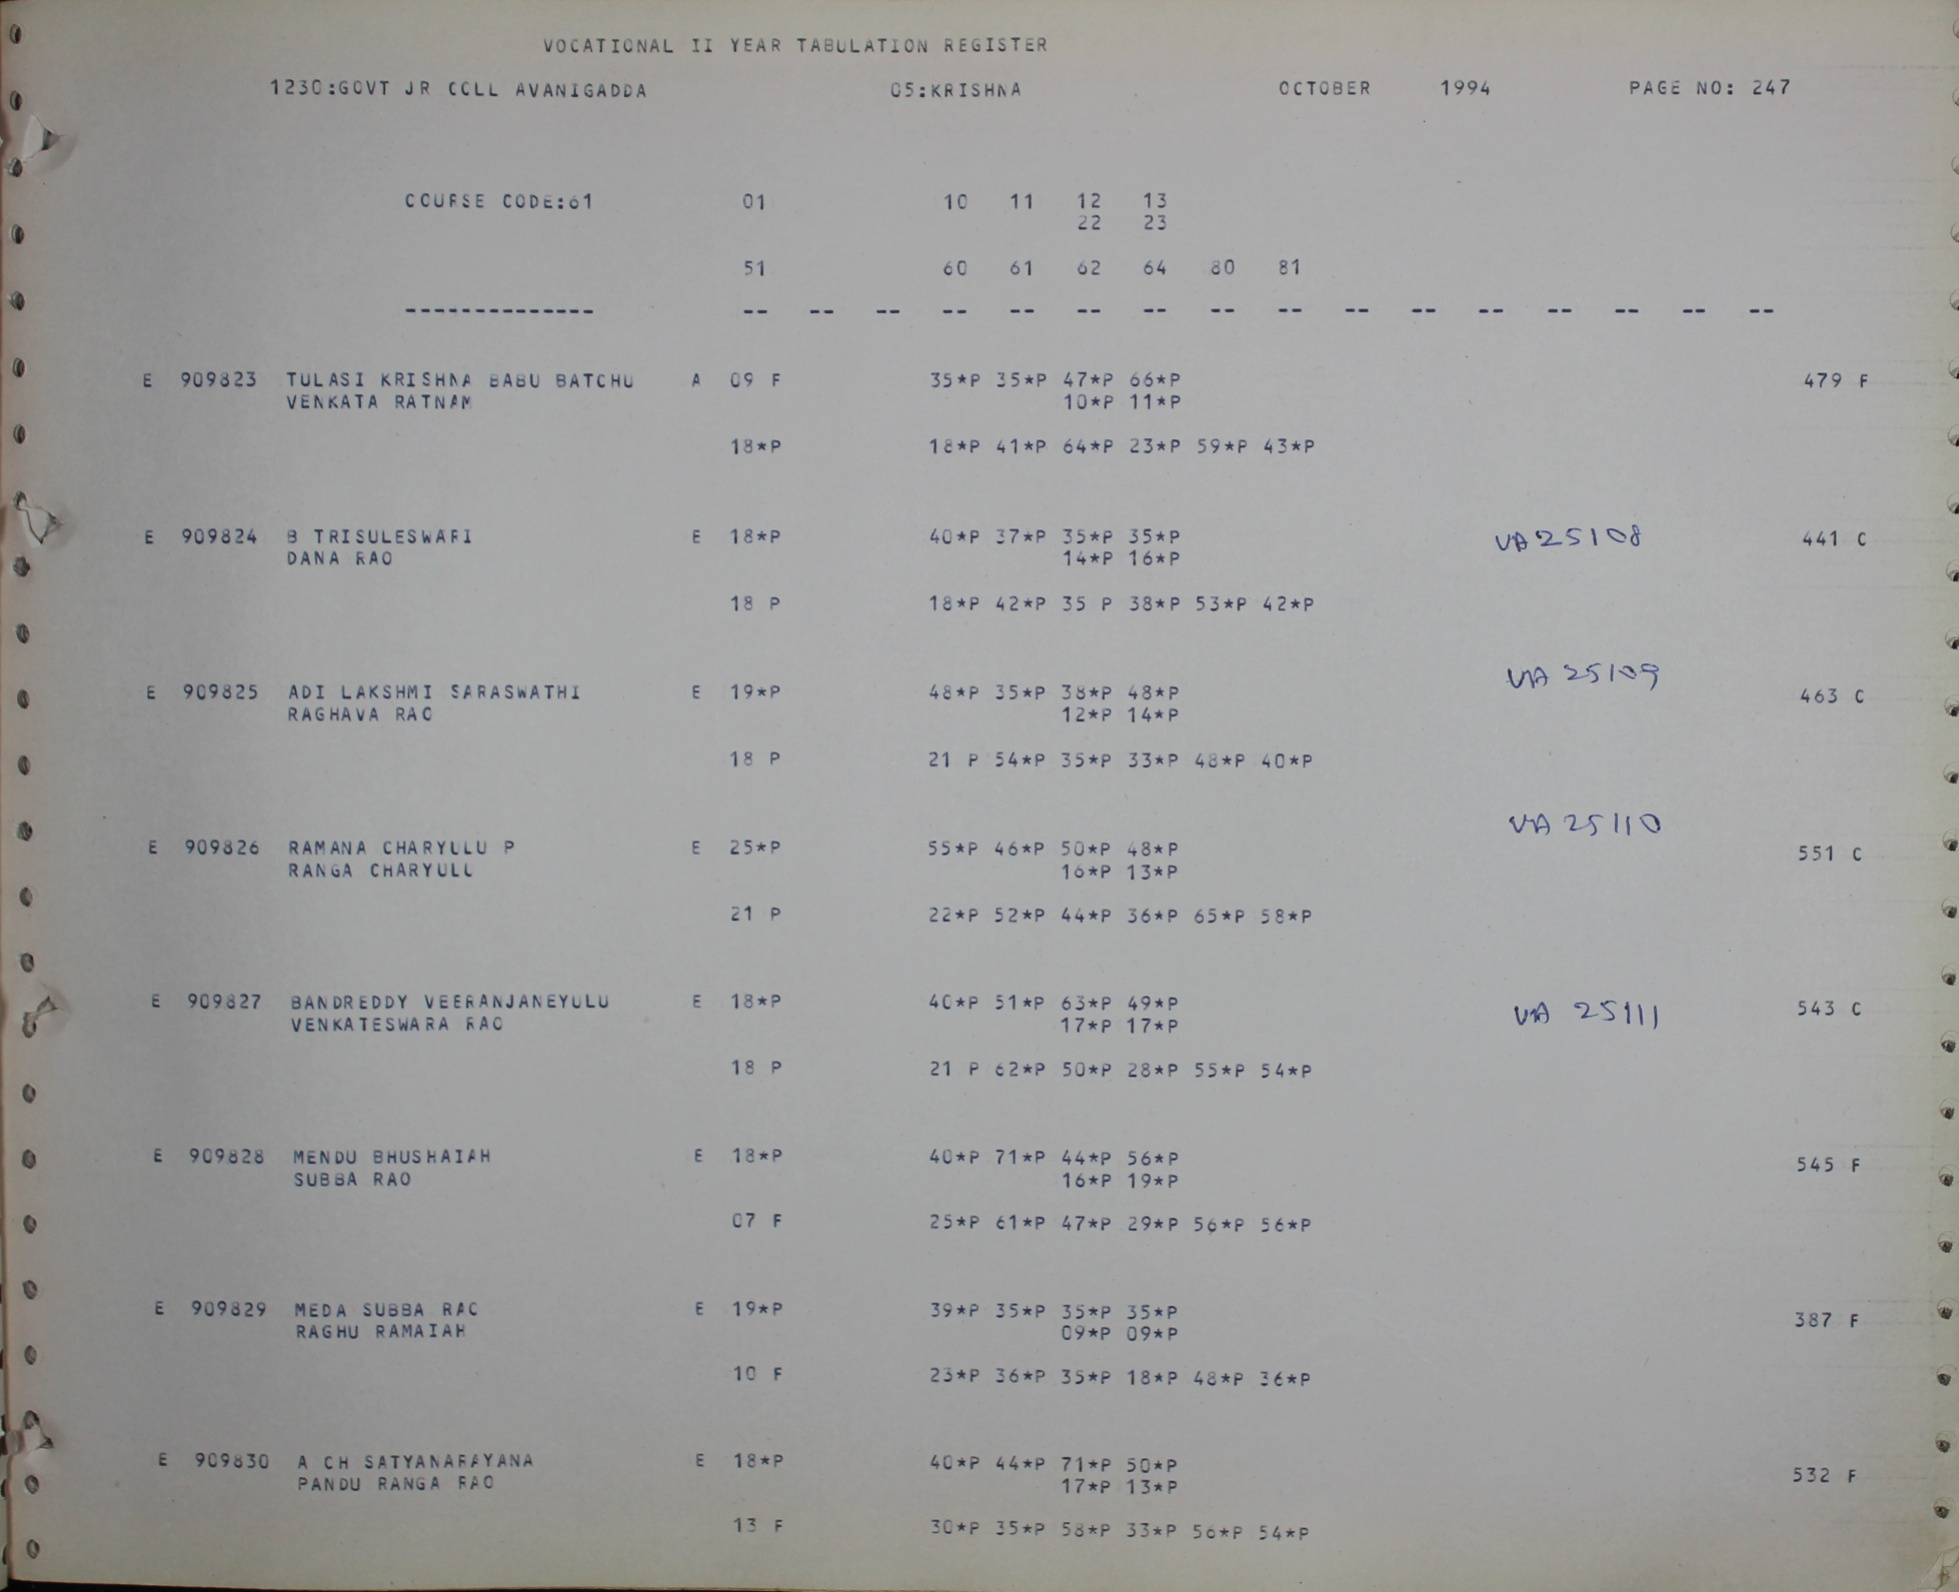 VOCATIONAL II YEAR TABULATION REGISTER
1230:GOVT JR COLL AVANIGADDA 05:KRISHNA OCTOBER 1994 PAGE NO: 247
COURSE CODE:61 01 10 11 12 13
22 23
51 60 61 62 64 80 81
-------------- -- -- -- -- -- -- -- -- -- -- -- -- -- -- -- --
E 909823 TULASI KRISHNA BABU BATCHU A 09 F 35*P 35*P 47*P 66*P 479 F
VENKATA RATNAM 10*P 11*P
18*P 18*P 41*P 64*P 23*P 59*P 43*P
E 909824 B TRISULESWARI E 18*P 40*P 37*P 35*P 35*P VA25108 441 C
DANA RAO 14*P 16*P
18 P 18*P 42*P 35 P 38*P 53*P 42*P
E 909825 ADI LAKSHMI SARASWATHI E 19*P 48*P 35*P 38*P 48*P VA 25109 463 C
RAGHAVA RAO 12*P 14*P
18 P 21 P 54*P 35*P 33*P 48*P 40*P
E 909826 RAMANA CHARYULU P E 25*P 55*P 46*P 50*P 48*P VA 25110 551 C
RANGA CHARYULU 16*P 13*P
21 P 22*P 52*P 44*P 36*P 65*P 58*P
E 909827 BANDREDDY VEERANJANEYULU E 18*P 40*P 51*P 63*P 49*P VA 25111 543 C
VENKATESWARA RAO 17*P 17*P
18 P 21 P 62*P 50*P 28*P 55*P 54*P
E 909828 MENDU BHUSHAIAH E 18*P 40*P 71*P 44*P 56*P 545 F
SUBBA RAO 16*P 19*P
07 F 25*P 61*P 47*P 29*P 56*P 56*P
E 909829 MEDA SUBBA RAO E 19*P 39*P 35*P 35*P 35*P 387 F
RAGHU RAMAIAH 09*P 09*P
10 F 23*P 36*P 35*P 18*P 48*P 36*P
E 909830 A CH SATYANARAYANA E 18*P 40*P 44*P 71*P 50*P 532 F
PANDU RANGA RAO 17*P 13*P
13 F 30*P 35*P 58*P 33*P 56*P 54*P